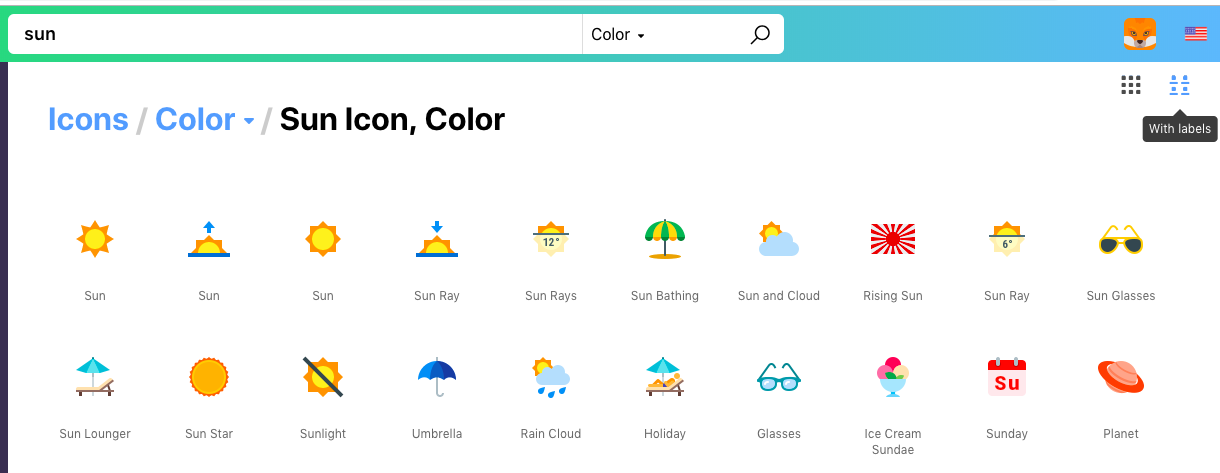 sun
Color
With labels
Icons / Color / Sun Icon, Color
12°
6°
Sun
Sun
Sun
Sun Ray
Sun Rays
Sun Bathing
Sun and Cloud
Rising Sun
Sun Ray
Sun Glasses
Su
Sun Lounger
Sun Star
Sunlight
Umbrella
Rain Cloud
Holiday
Glasses
Ice Cream
Sundae
Sunday
Planet